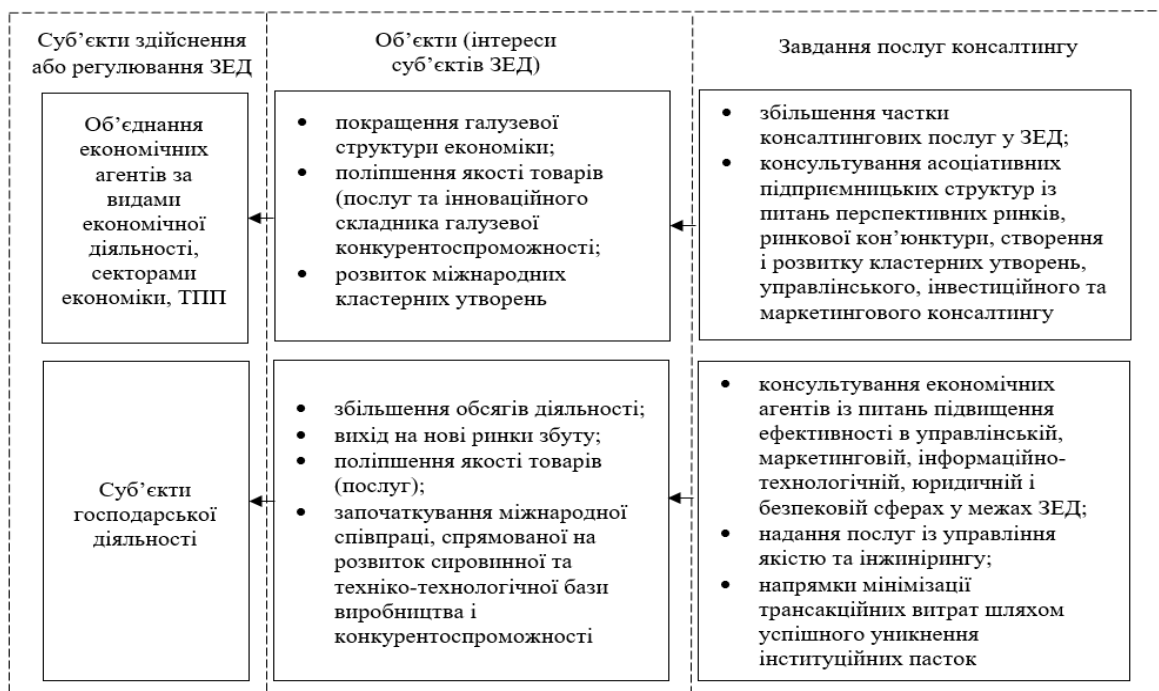 Суб’єкти здійснення
або регулювання ЗЕД
Об’єкти (інтереси
суб’єктів ЗЕД)
Завдання послуг консалтингу
Об’єднання
економічних
агентів за
видами
економічної
діяльності,
секторами
економіки, ТПП
• покращення галузевої
структури економіки;
• поліпшення якості товарів
(послуг та інноваційного
складника галузевої
конкурентоспроможності;
• розвиток міжнародних
кластерних утворень
• збільшення частки
консалтингових послуг у ЗЕД;
• консультування асоціативних
підприємницьких структур із
питань перспективних ринків,
ринкової кон’юнктури, створення
і розвитку кластерних утворень,
управлінського, інвестиційного та
маркетингового консалтингу
Суб’єкти
господарської
діяльності
• збільшення обсягів діяльності;
• вихід на нові ринки збуту;
• поліпшення якості товарів
(послуг);
• започаткування міжнародної
співпраці, спрямованої на
розвиток сировинної та
техніко-технологічної бази
виробництва і
конкурентоспроможності
• консультування економічних
агентів із питань підвищення
ефективності в управлінській,
маркетинговій, інформаційно-
технологічній, юридичній і
безпековій сферах у межах ЗЕД;
• надання послуг із управління
якістю та інжинірингу;
• напрямки мінімізації
трансакційних витрат шляхом
успішного уникнення
інституційних пасток